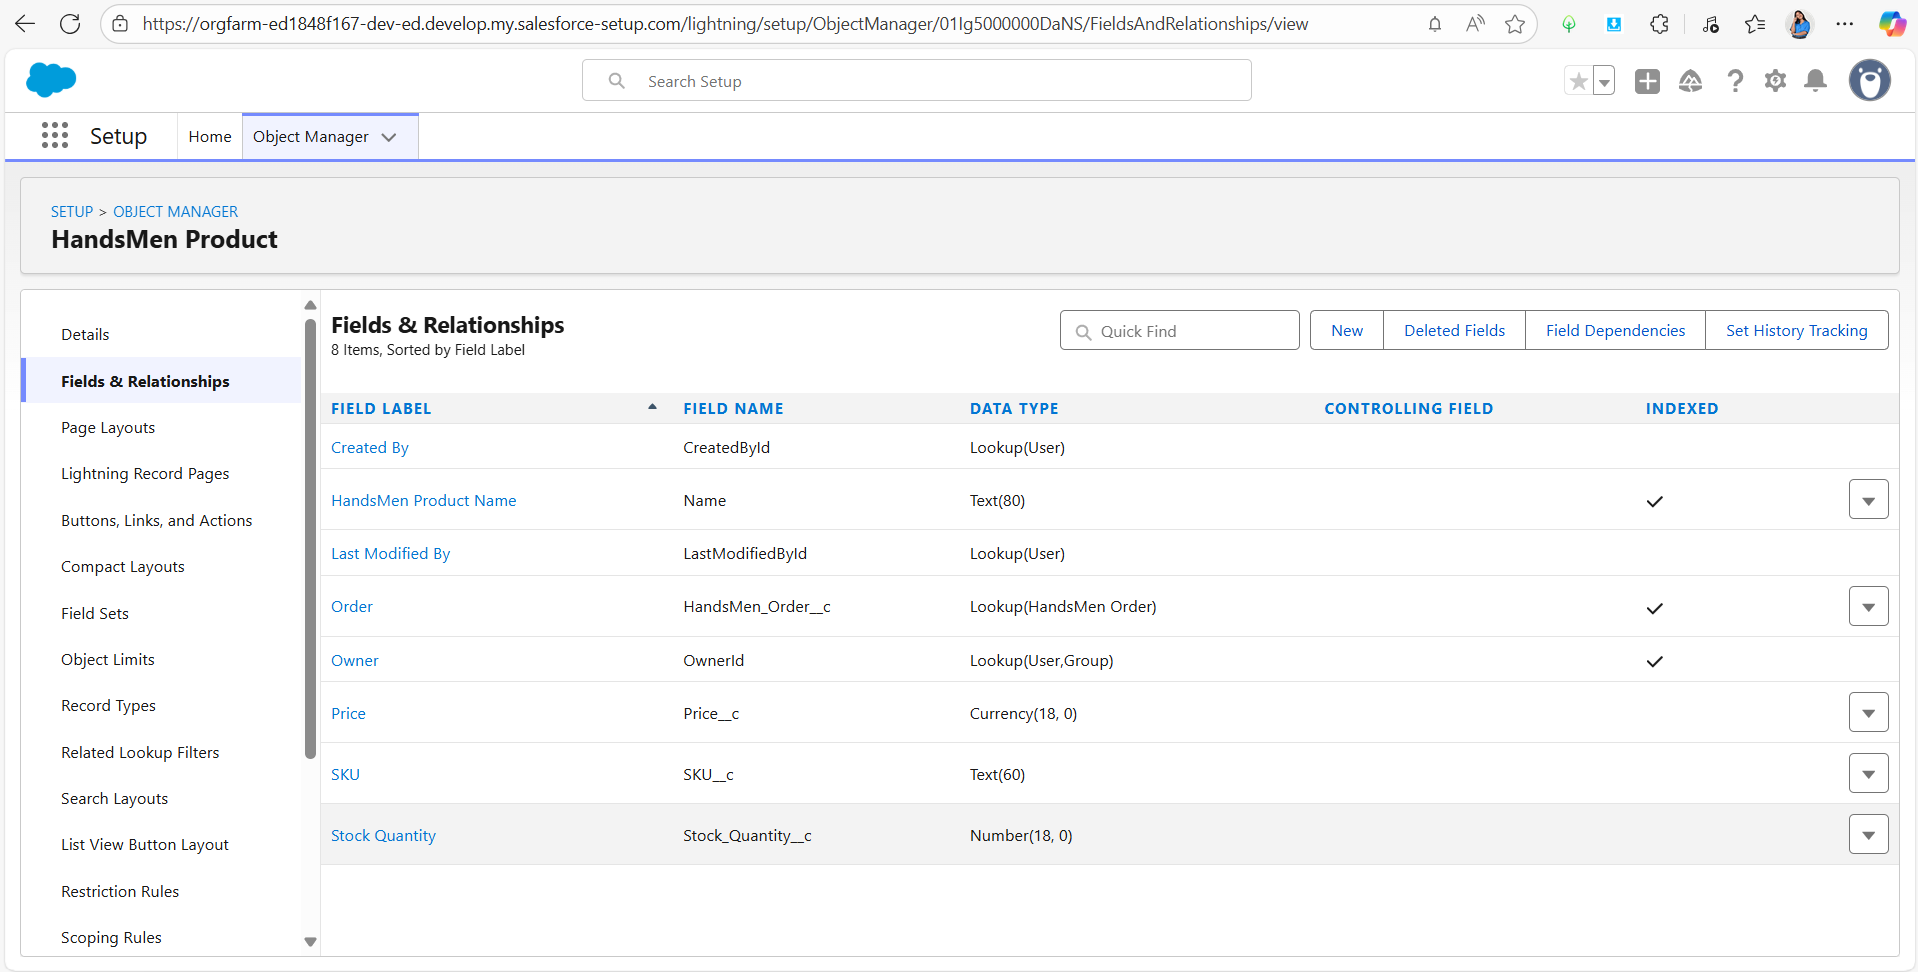 https://orgfarm-ed1848f167-dev-ed.develop.my.salesforce-setup.com/lightning/setup/ObjectManager/01Ig5000000DaNS/FieldsAndRelationships/view
Search Setup
Setup
Home
Object Manager
SETUP > OBJECT MANAGER
HandsMen Product
Details
Fields & Relationships
Page Layouts
Lightning Record Pages
Buttons, Links, and Actions
Compact Layouts
Field Sets
Object Limits
Record Types
Related Lookup Filters
Search Layouts
List View Button Layout
Restriction Rules
Scoping Rules
Fields & Relationships
8 Items, Sorted by Field Label
Quick Find
New
Deleted Fields
Field Dependencies
Set History Tracking
FIELD LABEL FIELD NAME DATA TYPE CONTROLLING FIELD INDEXED
Created By CreatedById Lookup(User)
HandsMen Product Name Name Text(80)
Last Modified By LastModifiedById Lookup(User)
Order HandsMen_Order__c Lookup(HandsMen Order)
Owner OwnerId Lookup(User,Group)
Price Price__c Currency(18, 0)
SKU SKU__c Text(60)
Stock Quantity Stock_Quantity__c Number(18, 0)